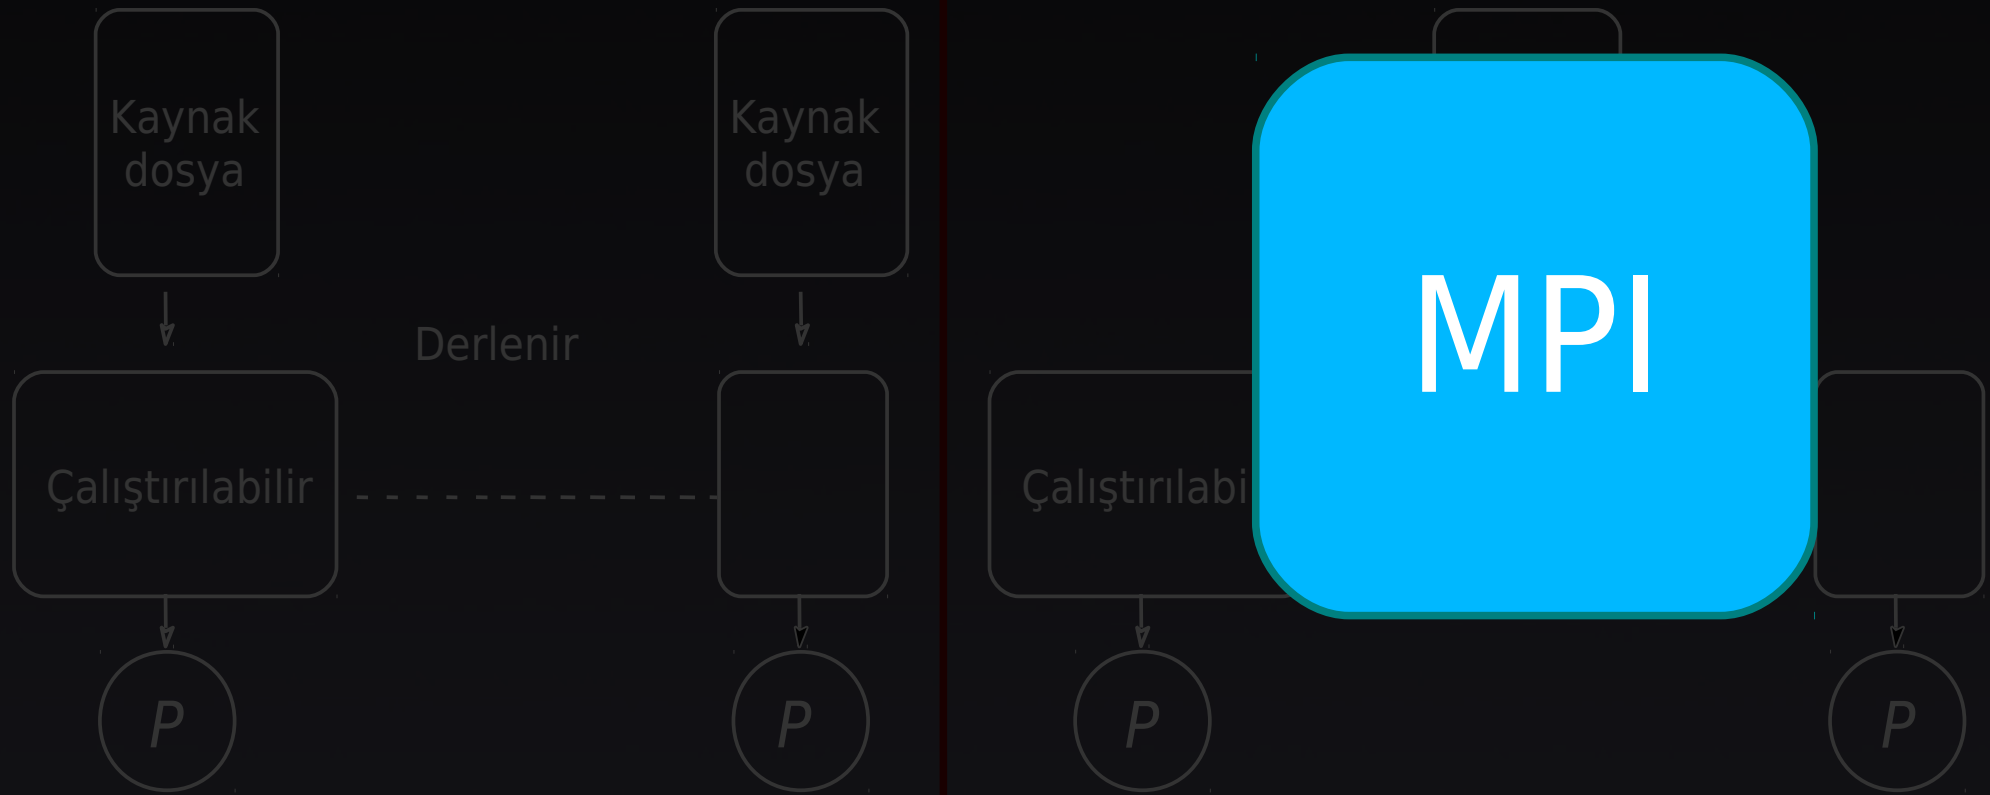 Kaynak
dosya
Kaynak
dosya
Derlenir
Çalıştırılabilir
P
P
MPI
Çalıştırılabi
P
P